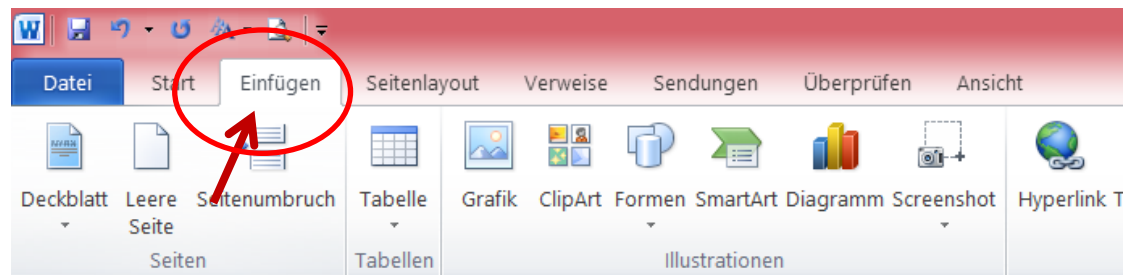 W
Datei Start Einfügen Seitenlayout Verweise Sendungen Überprüfen Ansicht
Deckblatt Leere Seitenumbruch Tabelle Grafik ClipArt Formen SmartArt Diagramm Screenshot Hyperlink T
Seite
Seiten Tabellen Illustrationen